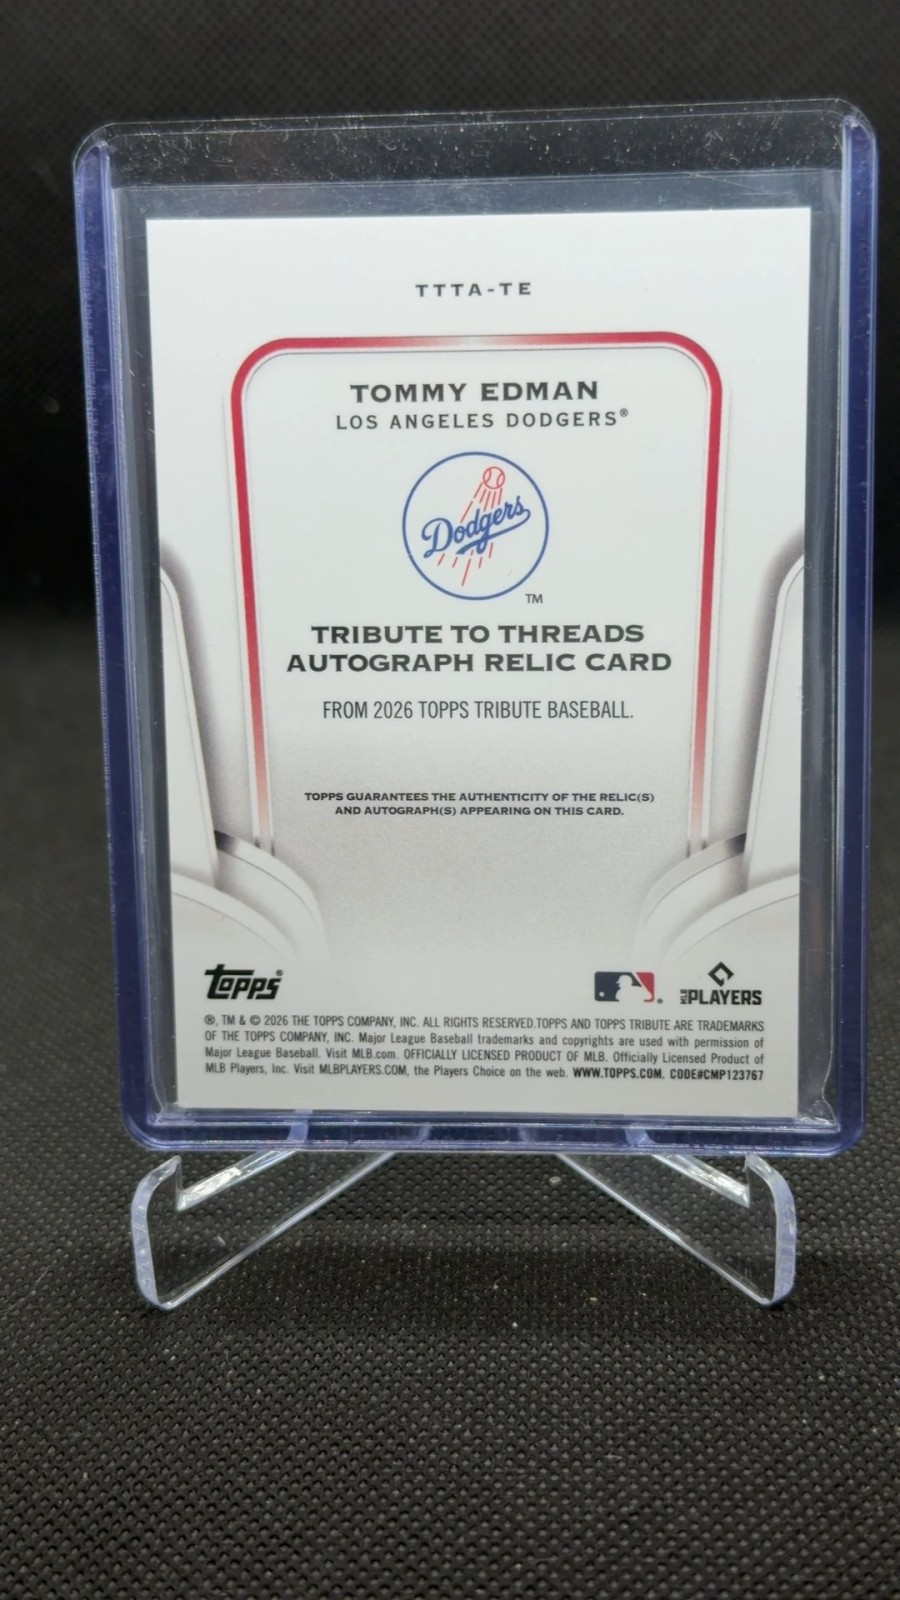 TTTA-TE
TOMMY EDMAN
LOS ANGELES DODGERS®
Dodgers
TM
TRIBUTE TO THREADS
AUTOGRAPH RELIC CARD
FROM 2026 TOPPS TRIBUTE BASEBALL.
TOPPS GUARANTEES THE AUTHENTICITY OF THE RELIC(S)
AND AUTOGRAPH(S) APPEARING ON THIS CARD.
topps®
®
MLB PLAYERS
®, TM & © 2026 THE TOPPS COMPANY, INC. ALL RIGHTS RESERVED.TOPPS AND TOPPS TRIBUTE ARE TRADEMARKS
OF THE TOPPS COMPANY, INC. Major League Baseball trademarks and copyrights are used with permission of
Major League Baseball. Visit MLB.com. OFFICIALLY LICENSED PRODUCT OF MLB. Officially Licensed Product of
MLB Players, Inc. Visit MLBPLAYERS.COM, the Players Choice on the web. WWW.TOPPS.COM. CODE#CMP123767